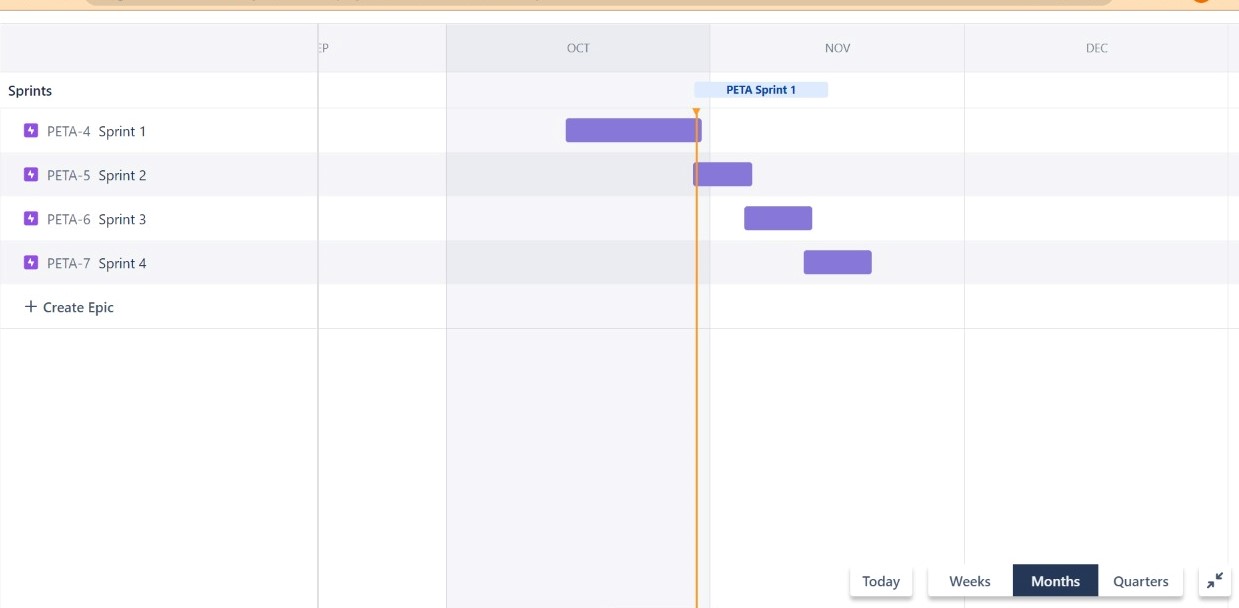 EP OCT NOV DEC
Sprints PETA Sprint 1
PETA-4 Sprint 1
PETA-5 Sprint 2
PETA-6 Sprint 3
PETA-7 Sprint 4
+ Create Epic
Today Weeks Months Quarters